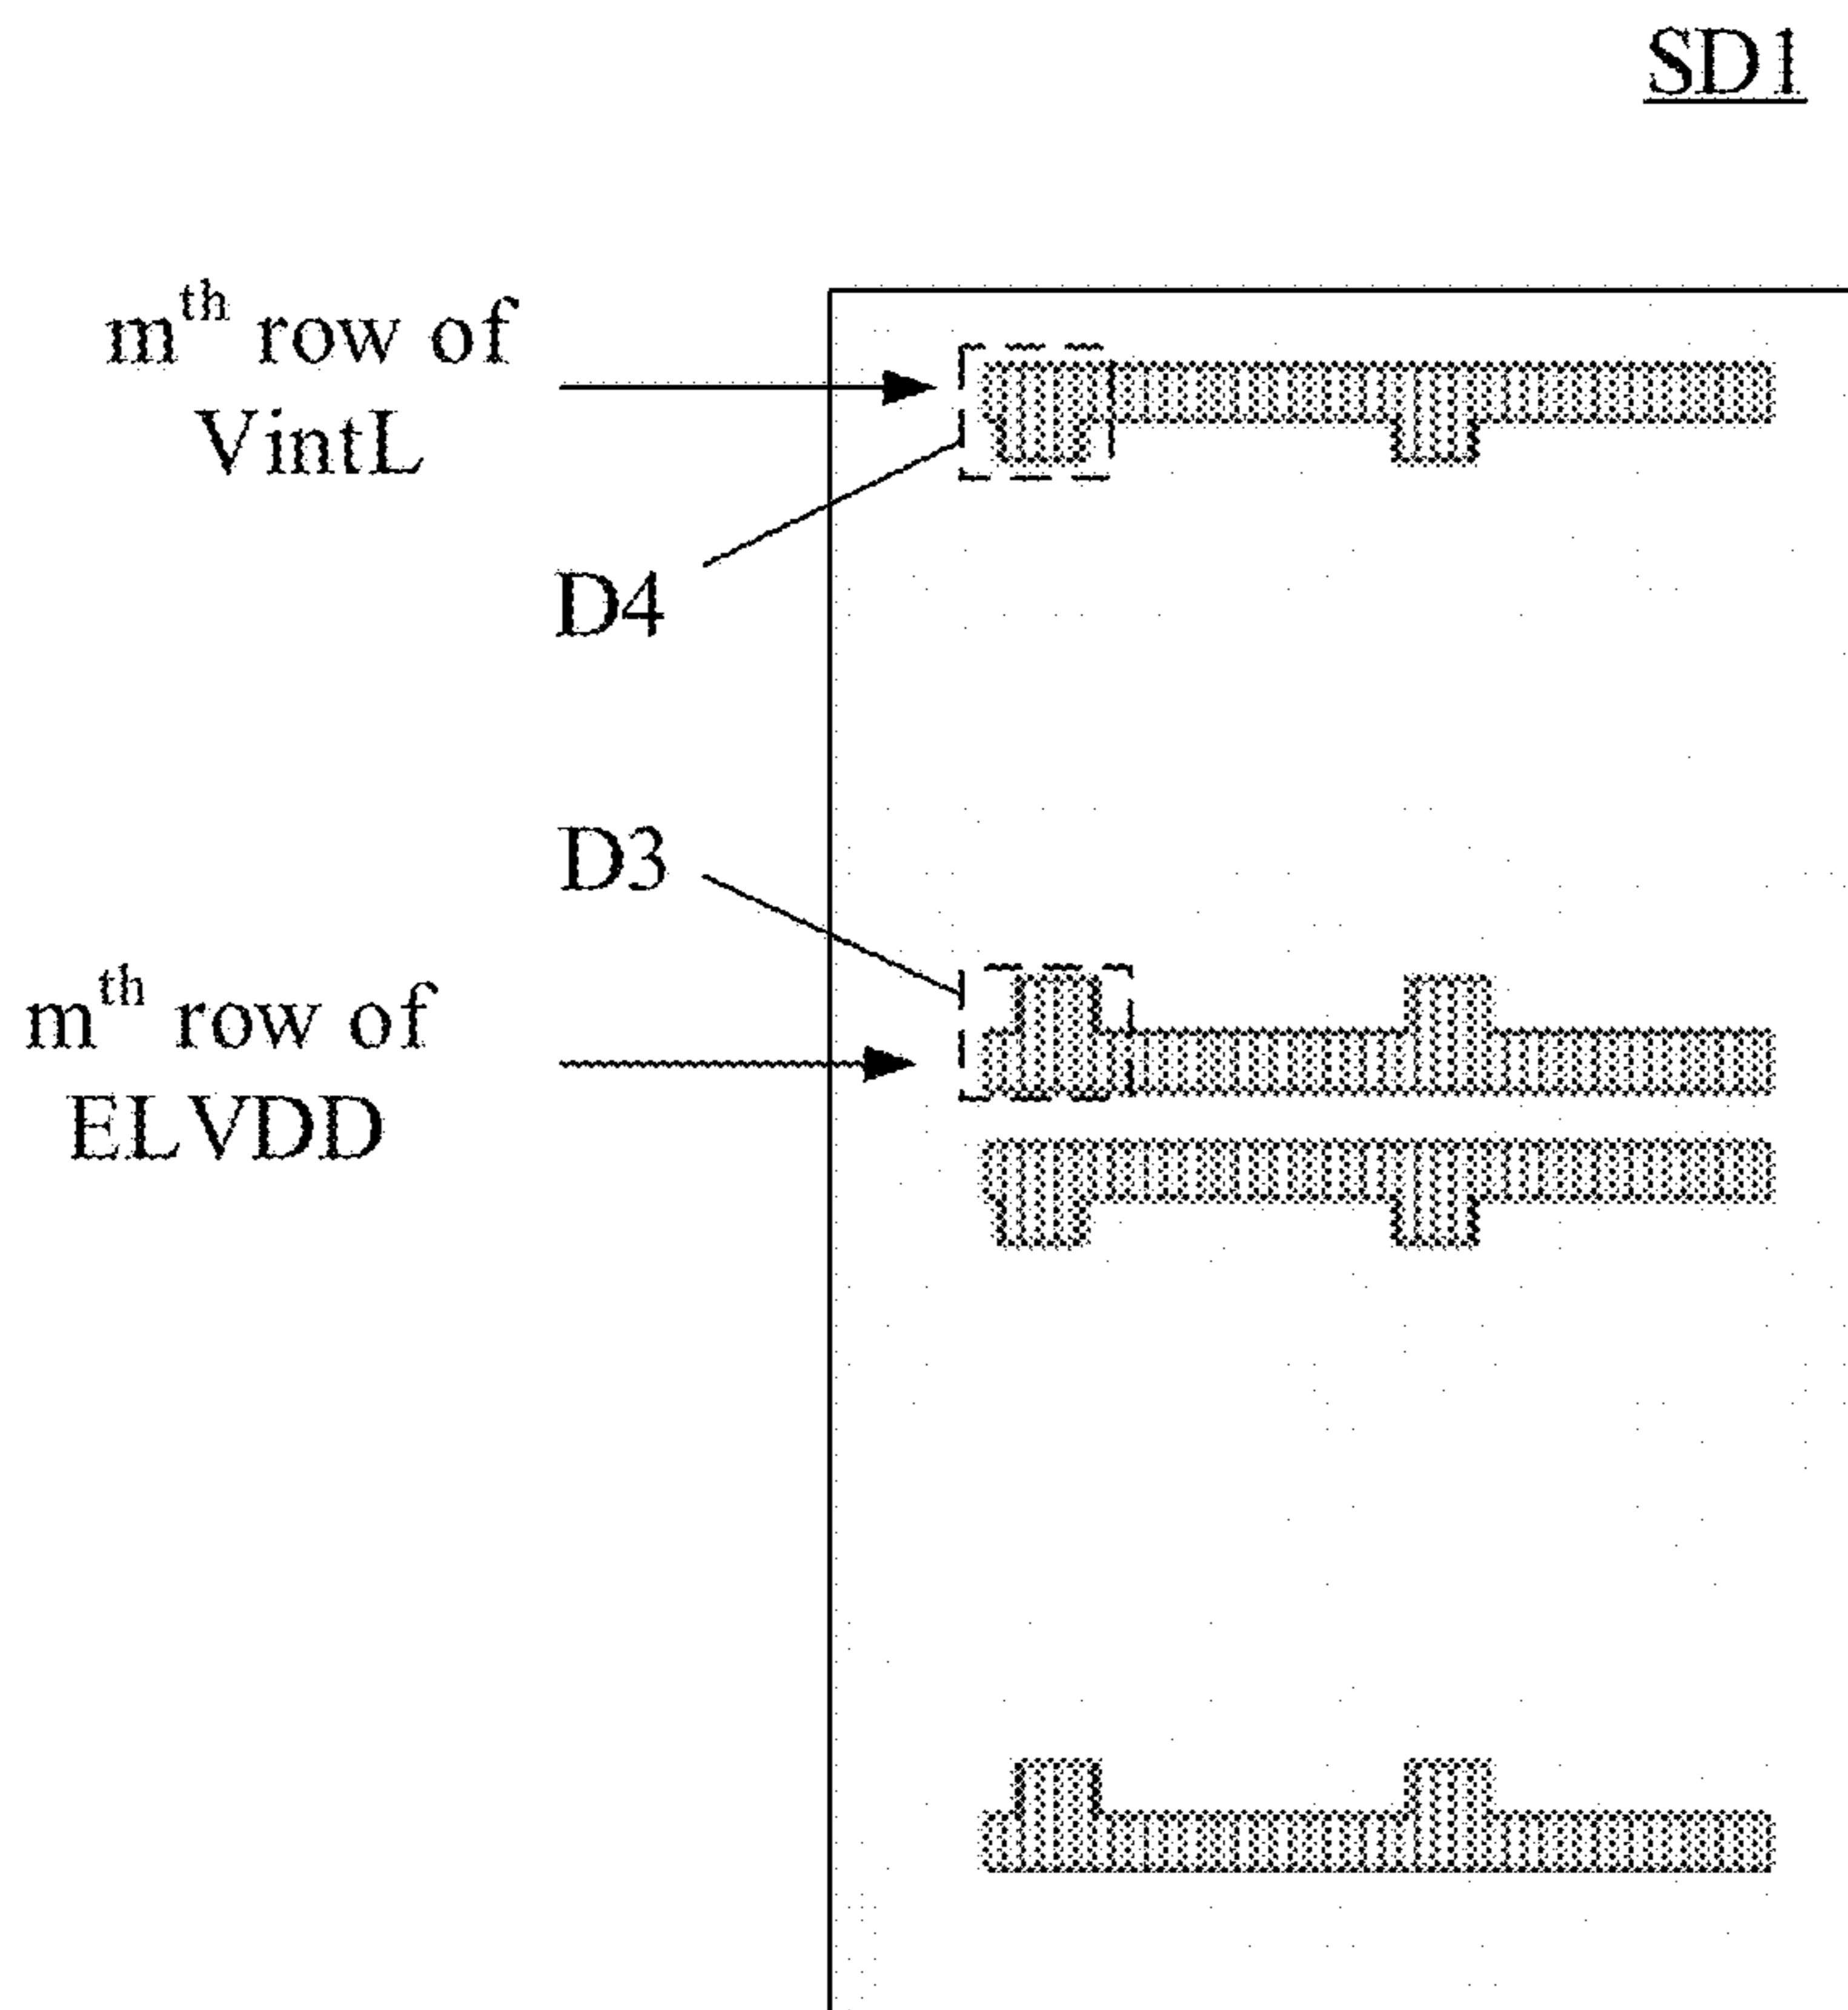 SD1
mth row of
VintL
D4
D3
mth row of
ELVDD